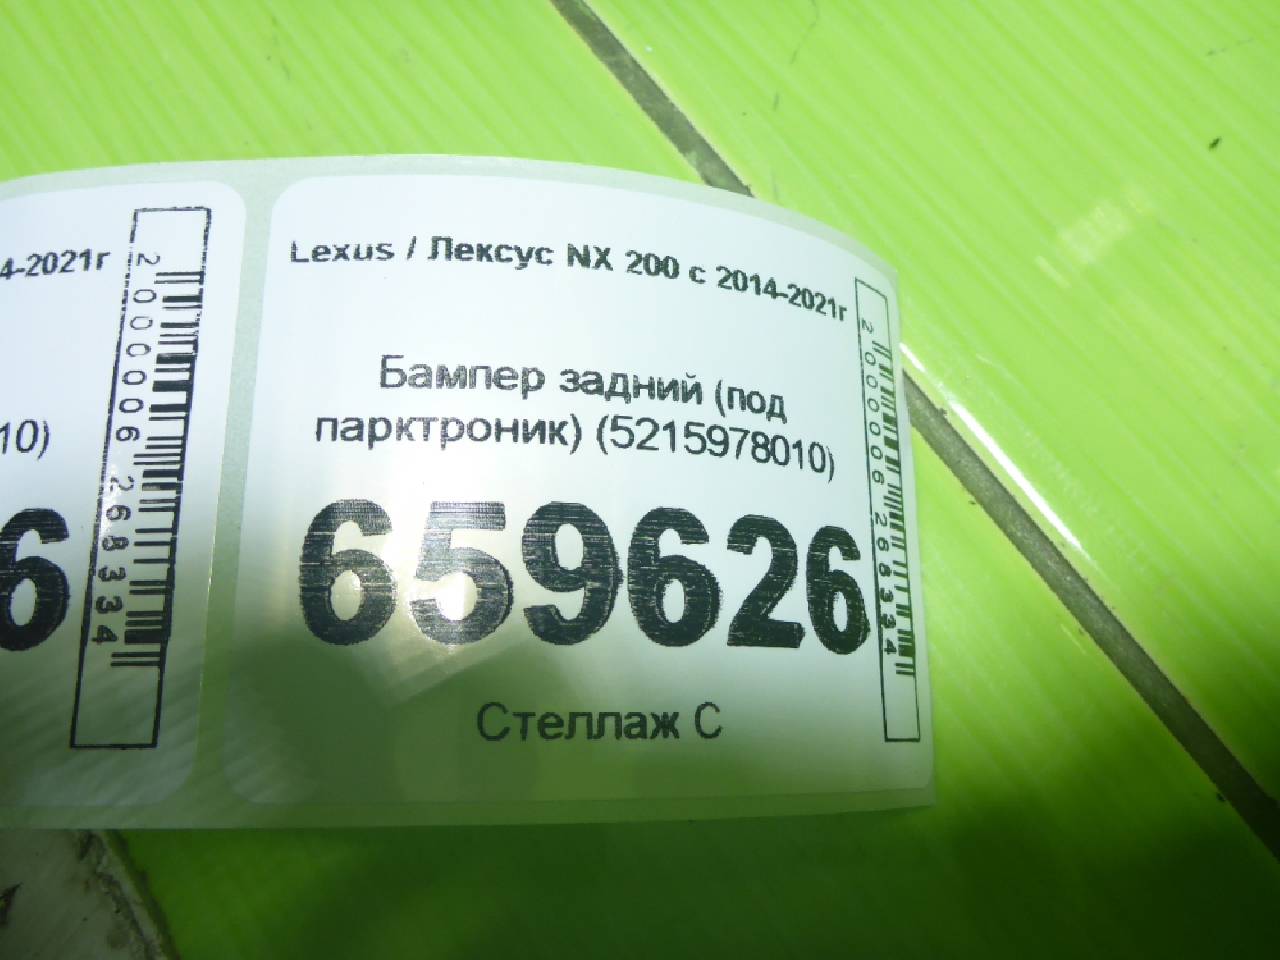 4-2021г
10)
6
2000006268334
Lexus / Лексус NX 200 с 2014-2021г
Бампер задний (под
парктроник) (5215978010)
659626
Стеллаж С
2000006268334